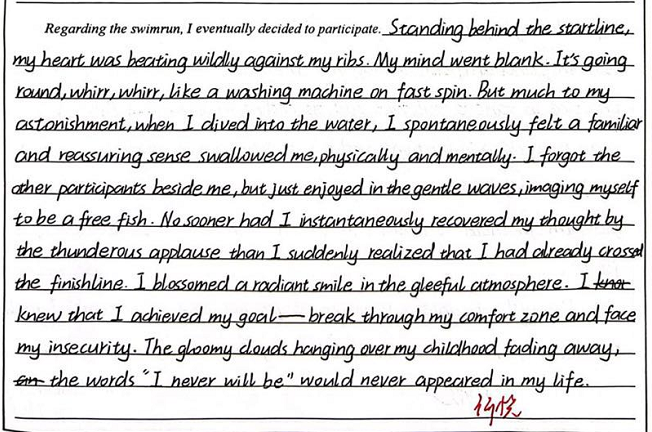 Regarding the swimrun, I eventually decided to participate. Standing behind the startline,
my heart was beating wildly against my ribs. My mind went blank. It's going
round, whirr, whirr, like a washing machine on fast spin. But much to my
astonishment, when I dived into the water, I spontaneously felt a familiar
and reassuring sense swallowed me, physically and mentally. I forgot the
other participants beside me, but just enjoyed in the gentle waves, imaging myself
to be a free fish. No sooner had I instantaneously recovered my thought by
the thunderous applause than I suddenly realized that I had already crossed
the finishline. I blossomed a radiant smile in the gleeful atmosphere. I
knew that I achieved my goal—break through my comfort zone and face
my insecurity. The gloomy clouds hanging over my childhood fading away,
the words "I never will be" would never appeared in my life.